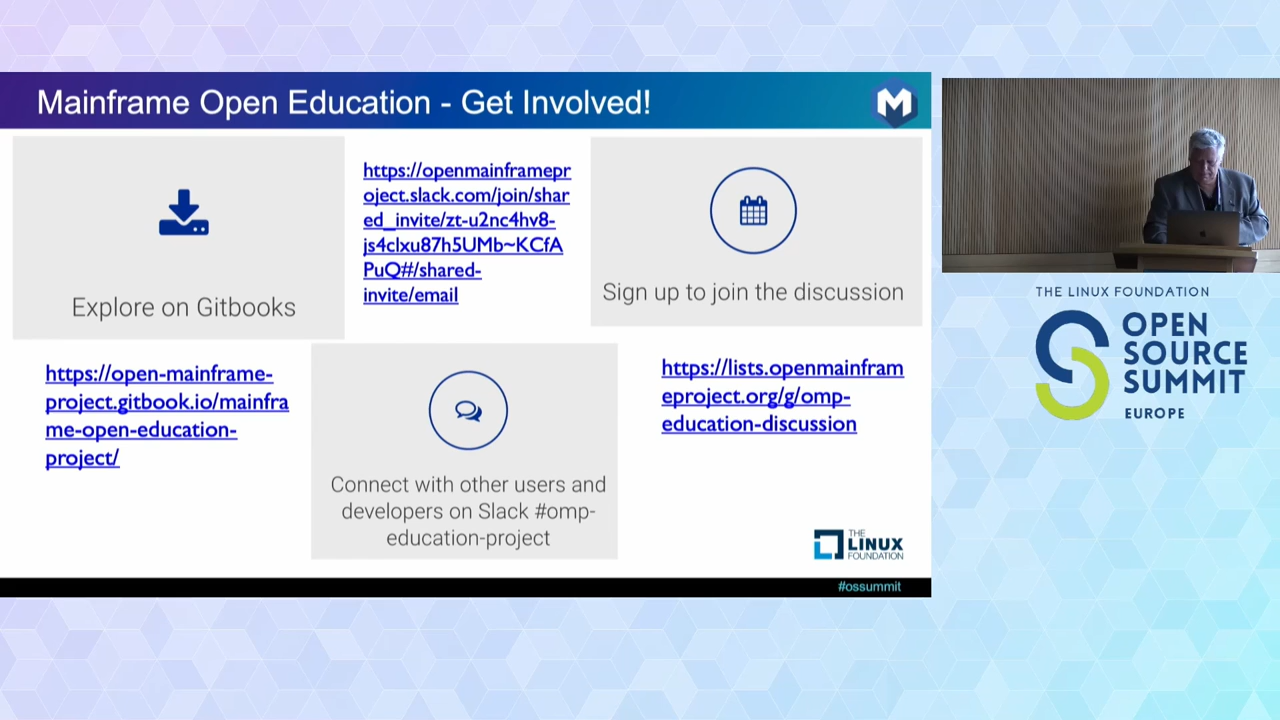 Mainframe Open Education - Get Involved!
M
Explore on Gitbooks
https://open-mainframe-
project.gitbook.io/mainfra
me-open-education-
project/
https://openmainframepr
oject.slack.com/join/shar
ed_invite/zt-u2nc4hv8-
js4clxu87h5UMb~KCfA
PuQ#/shared-
invite/email
Connect with other users and
developers on Slack #omp-
education-project
Sign up to join the discussion
https://lists.openmainfram
eproject.org/g/omp-
education-discussion
THE
LINUX
FOUNDATION
#ossummit
THE LINUX FOUNDATION
OPEN
SOURCE
SUMMIT
EUROPE